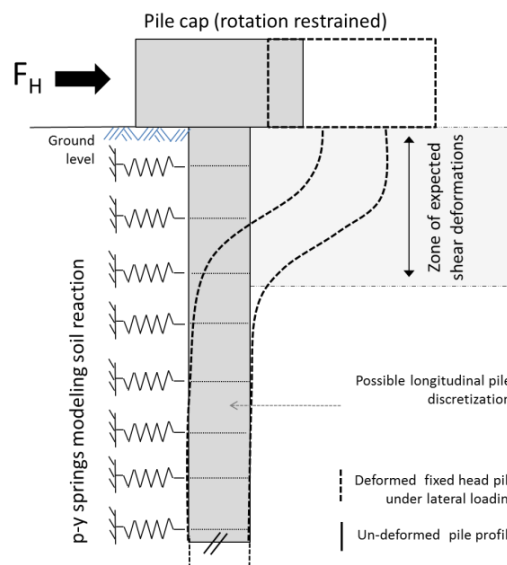 Pile cap (rotation restrained)
F_H
Ground
level
Zone of expected
shear deformations
p-y springs modeling soil reaction
Possible longitudinal pile
discretization
Deformed fixed head pil
under lateral loadin
Un-deformed pile profil